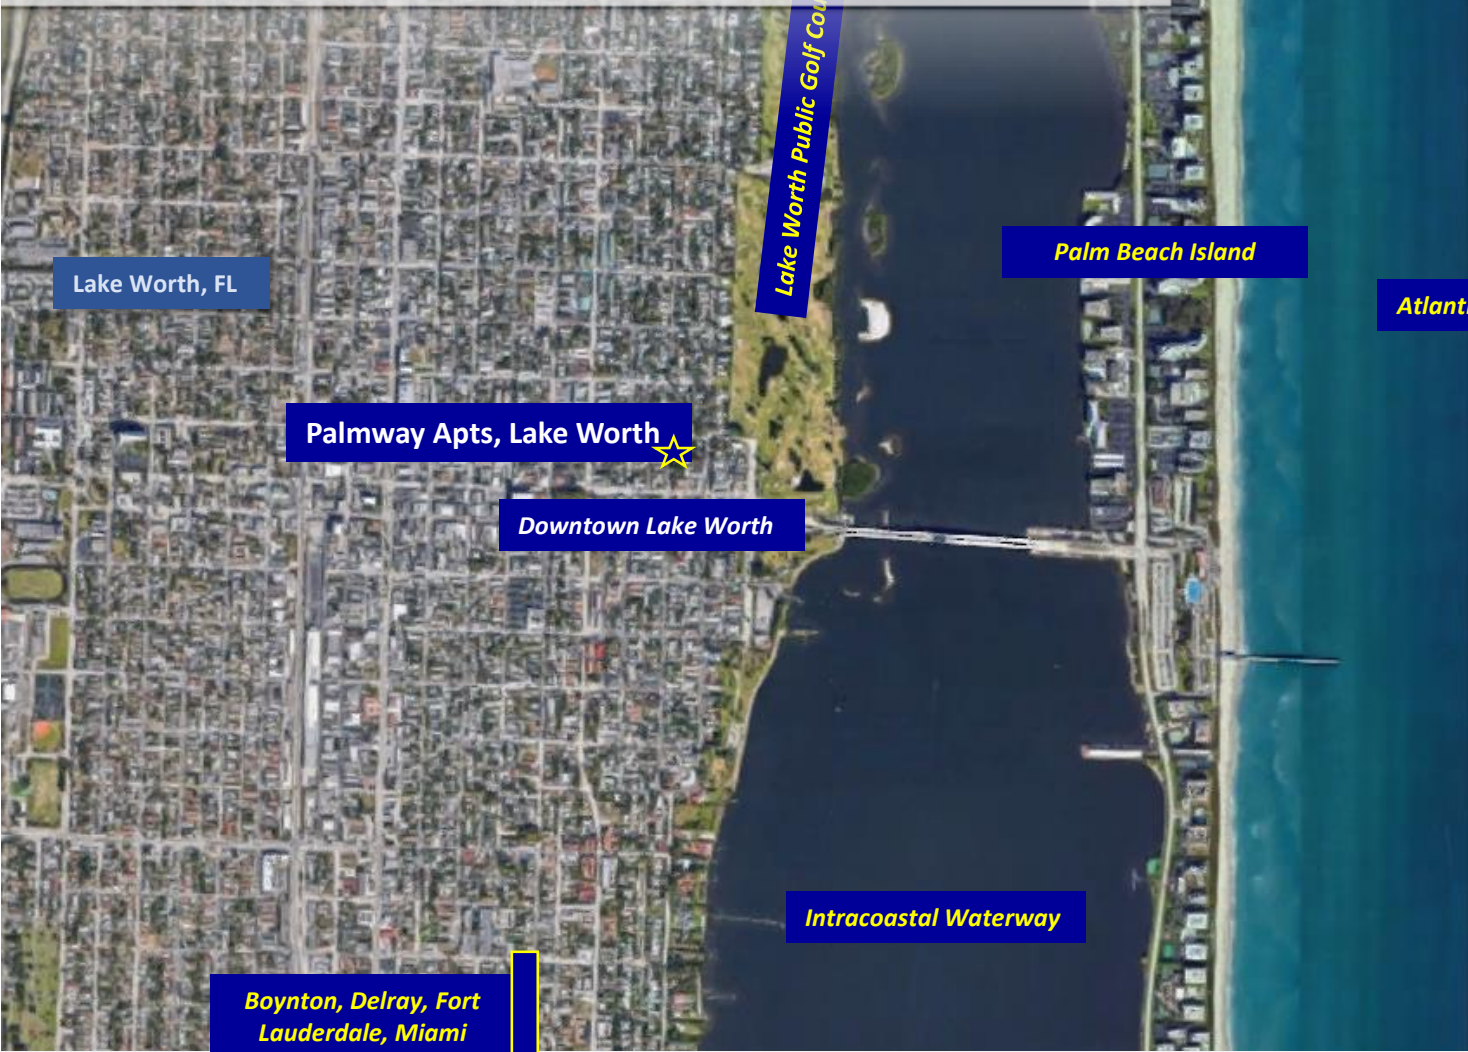 Lake Worth Public Golf
Palm Beach Island
Lake Worth, FL
Palmway Apts, Lake Worth
Downtown Lake Worth
Intracoastal Waterway
Boynton, Delray, Fort
Lauderdale, Miami